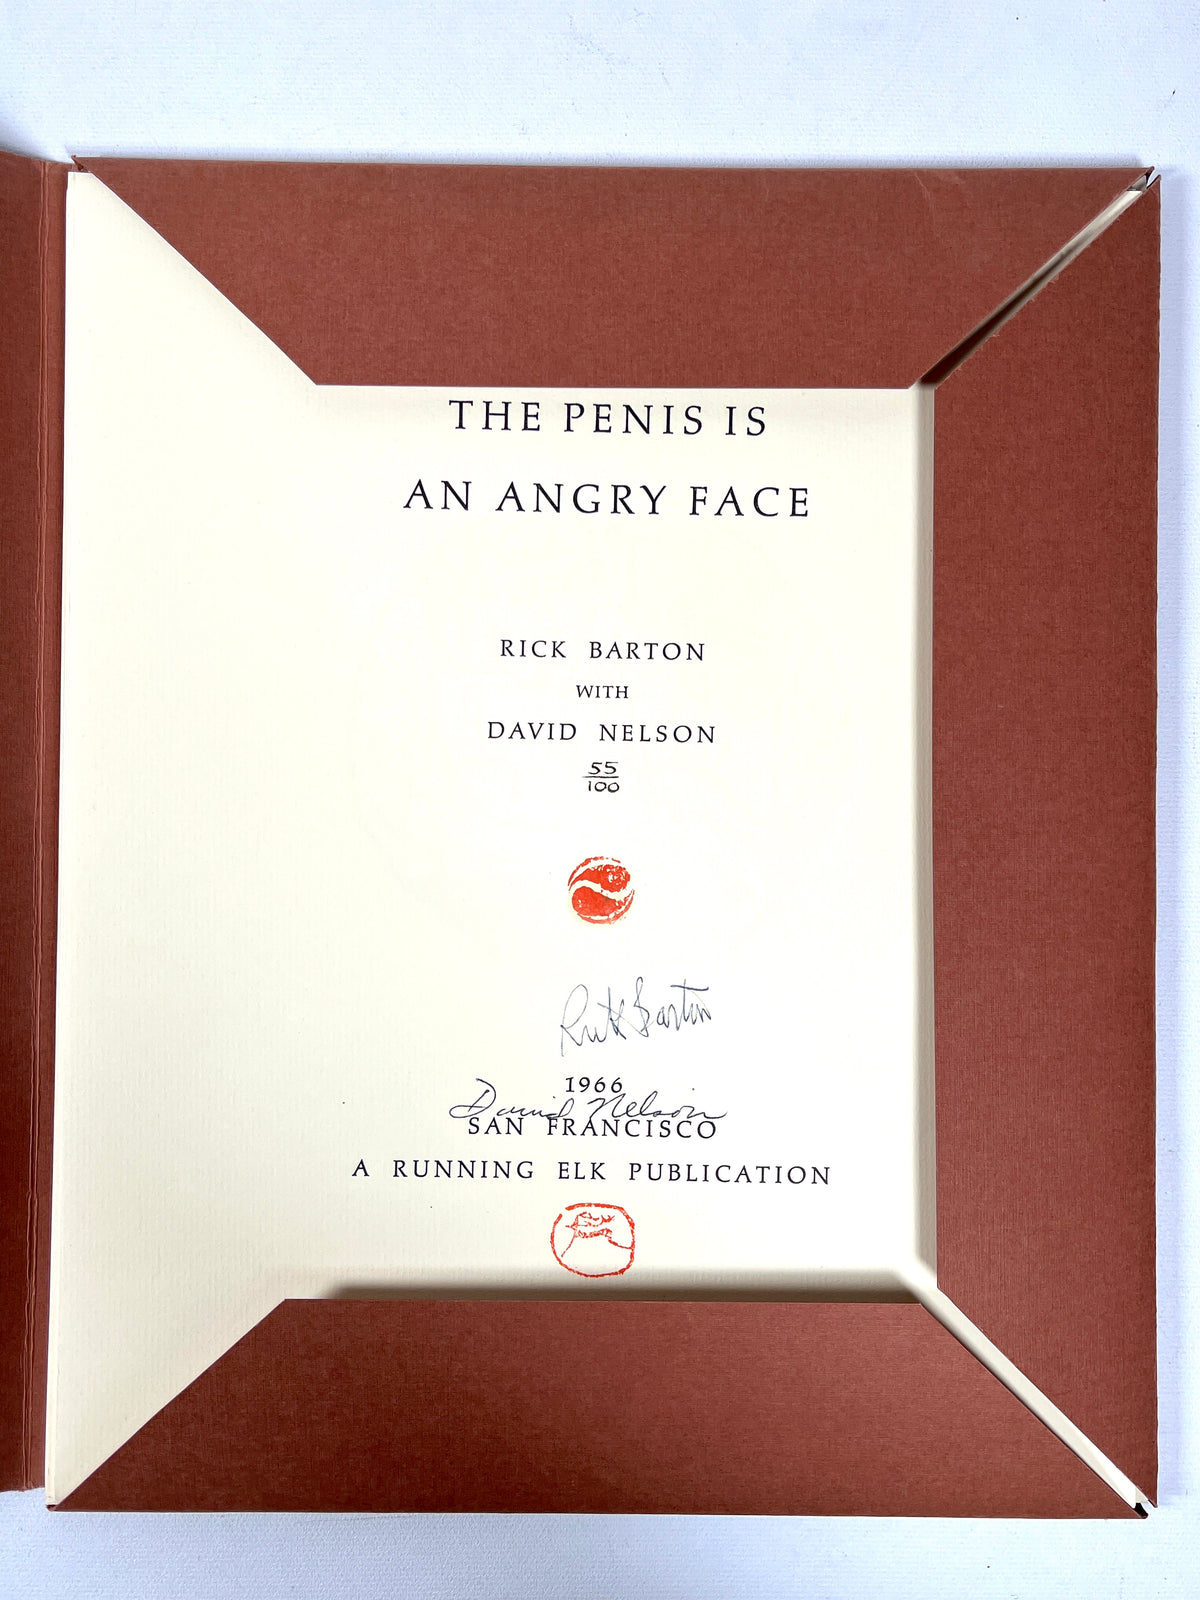 THE PENIS IS
AN ANGRY FACE
RICK BARTON
WITH
DAVID NELSON
55
100
Rick Barton
1966
David Nelson
SAN FRANCISCO
A RUNNING ELK PUBLICATION